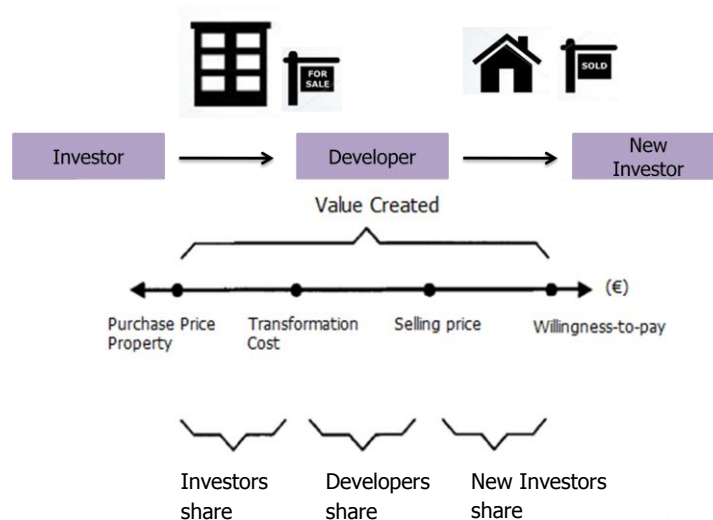 FOR
SALE
SOLD
Investor
Developer
New
Investor
Value Created
(€)
Purchase Price
Property
Transformation
Cost
Selling price
Willingness-to-pay
Investors
share
Developers
share
New Investors
share